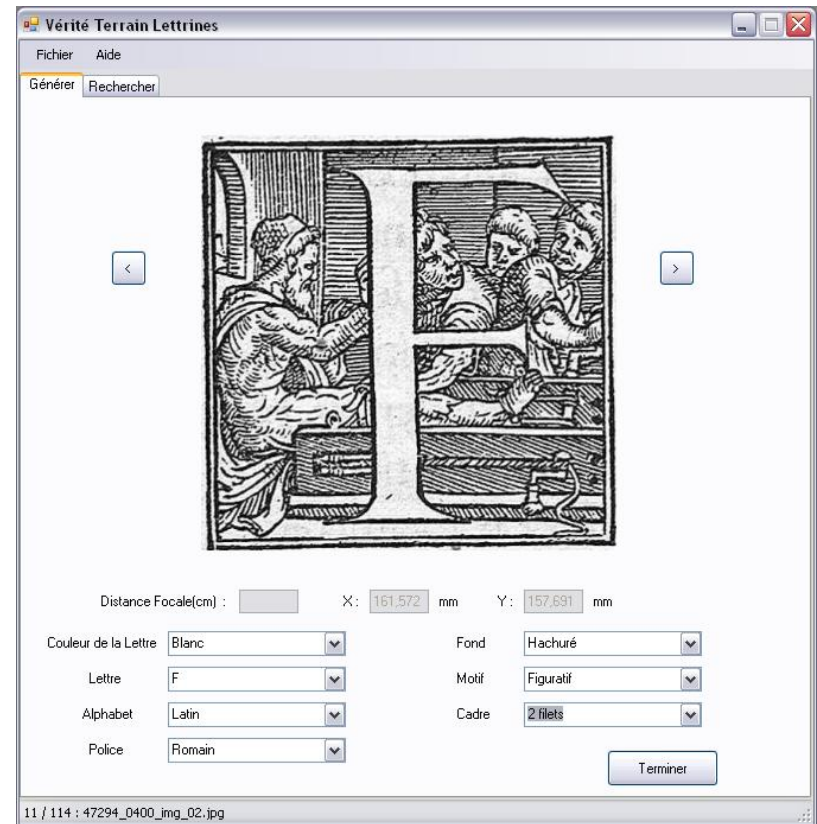 Vérité Terrain Lettrines
Fichier Aide
Générer Rechercher
F
< >
Distance Focale(cm) : X : 161,572 mm Y : 157,691 mm
Couleur de la Lettre Blanc Fond Hachuré
Lettre F Motif Figuratif
Alphabet Latin Cadre 2 filets
Police Romain
Terminer
11 / 114 : 47294_0400_img_02.jpg